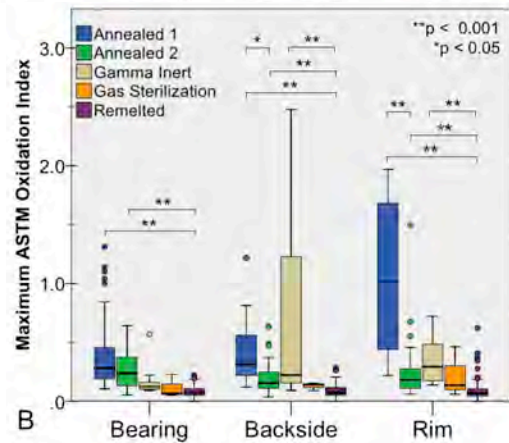 Annealed 1
Annealed 2
Gamma Inert
Gas Sterilization
Remelted
**p < 0.001
*p < 0.05
Maximum ASTM Oxidation Index
3.0
2.0
1.0
.0
*
**
**
**
**
**
**
**
**
**
B
Bearing
Backside
Rim